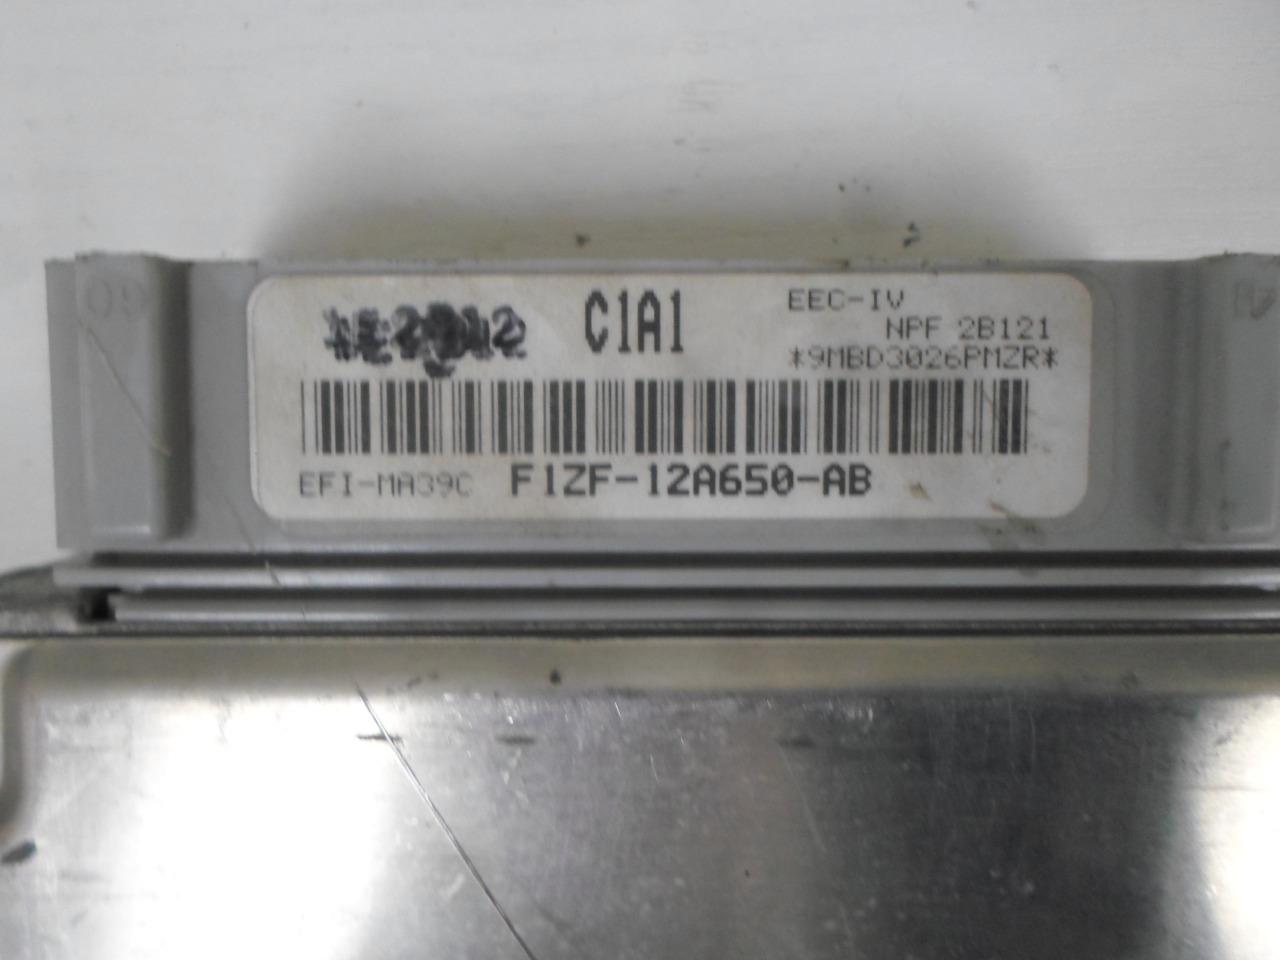 C1A1
EEC-IV
NPF 2B121
*9MBD3026PMZR*
EFI-MA39C F1ZF-12A650-AB